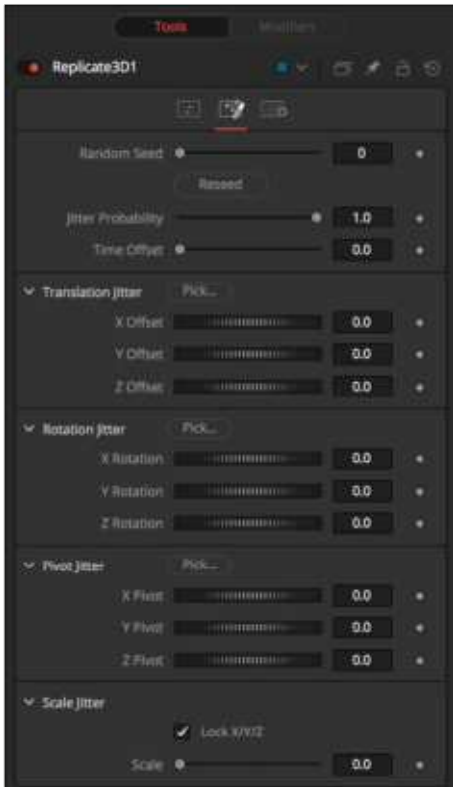 Tools Modifiers
Replicate3D1
Random Seed 0
Reseed
Jitter Probability 1.0
Time Offset 0.0
Translation Jitter Pick...
X Offset 0.0
Y Offset 0.0
Z Offset 0.0
Rotation Jitter Pick...
X Rotation 0.0
Y Rotation 0.0
Z Rotation 0.0
Pivot Jitter Pick...
X Pivot 0.0
Y Pivot 0.0
Z Pivot 0.0
Scale Jitter
Lock X/Y/Z
Scale 0.0